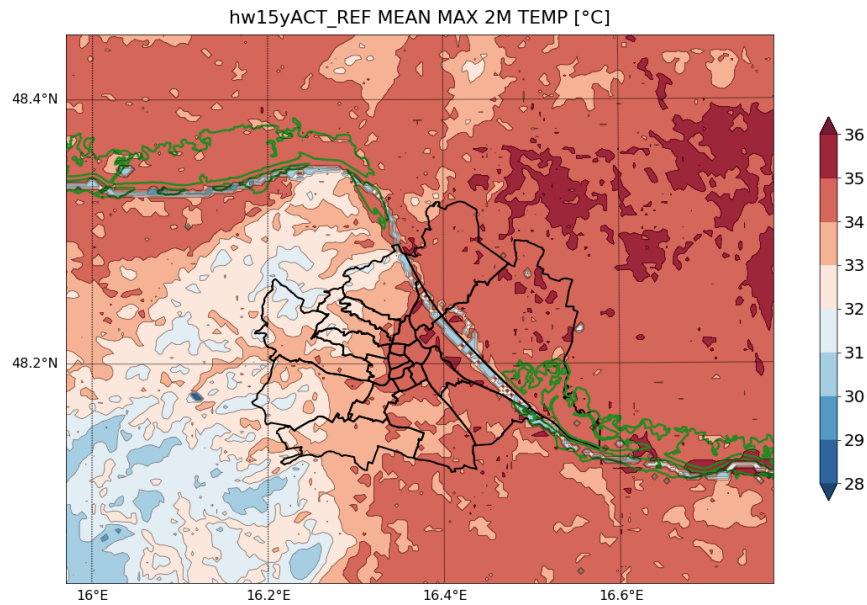 hw15yACT_REF MEAN MAX 2M TEMP [°C]
48.4°N
48.2°N
16°E
16.2°E
16.4°E
16.6°E
36
35
34
33
32
31
30
29
28